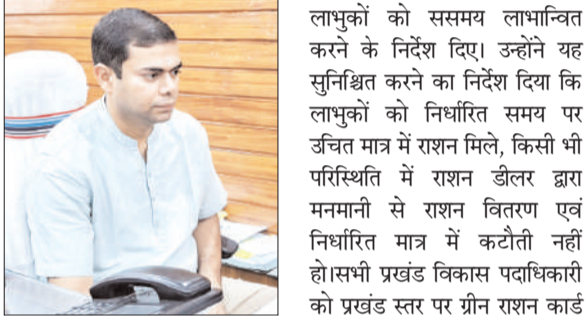 लाभुकों को ससमय लाभान्वित
करने के निर्देश दिए। उन्होंने यह
सुनिश्चित करने का निर्देश दिया कि
लाभुकों को निर्धारित समय पर
उचित मात्र में राशन मिले, किसी भी
परिस्थिति में राशन डीलर द्वारा
मनमानी से राशन वितरण एवं
निर्धारित मात्र में कटौती नहीं
हो।सभी प्रखंड विकास पदाधिकारी
को प्रखंड स्तर पर ग्रीन राशन कार्ड